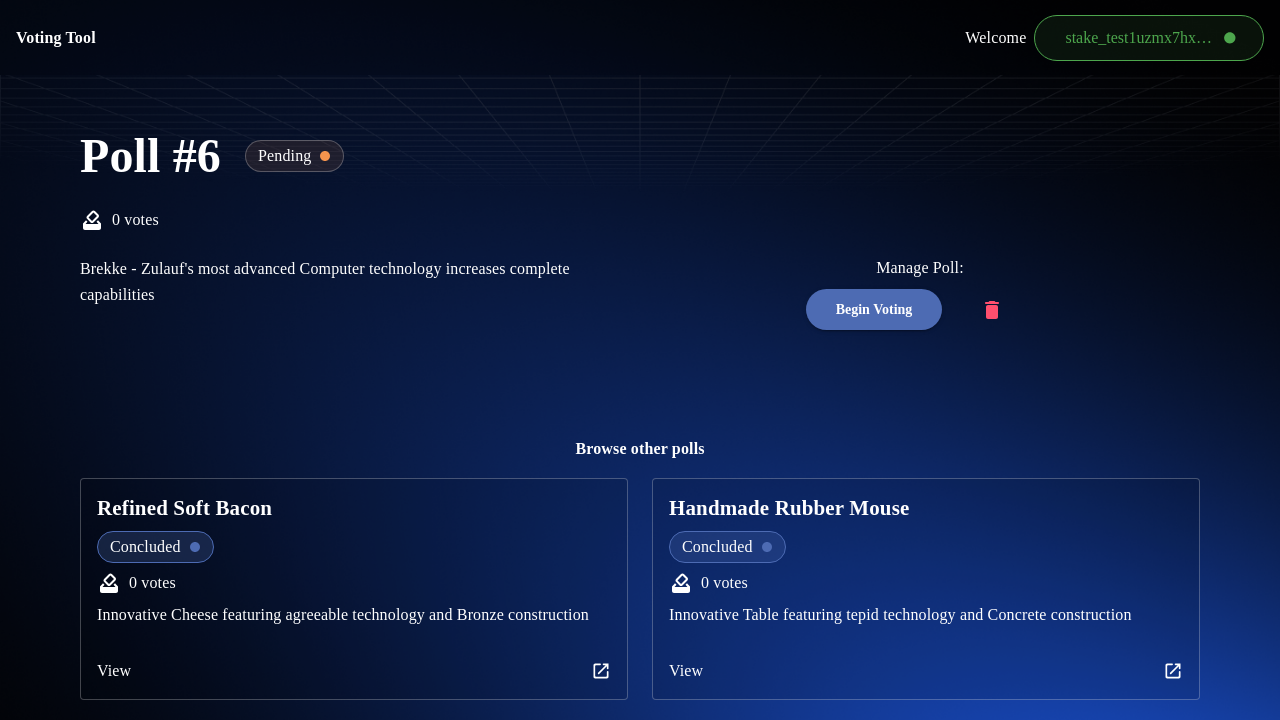 Voting Tool
Welcome
stake_test1uzmx7hx…
Poll #6
Pending
0 votes
Brekke - Zulauf's most advanced Computer technology increases complete
capabilities
Manage Poll:
Begin Voting
Browse other polls
Refined Soft Bacon
Concluded
0 votes
Innovative Cheese featuring agreeable technology and Bronze construction
View
Handmade Rubber Mouse
Concluded
0 votes
Innovative Table featuring tepid technology and Concrete construction
View